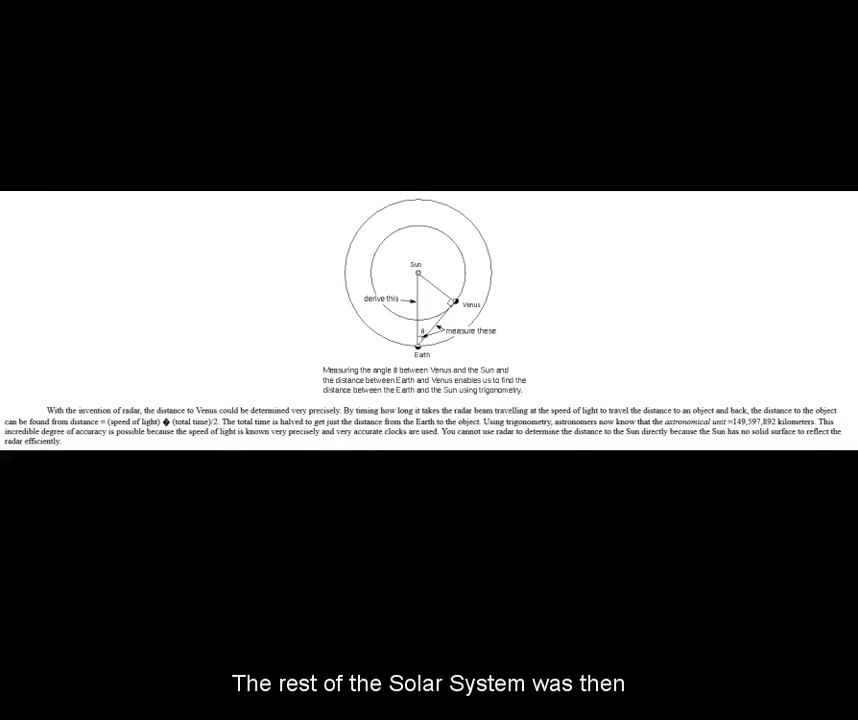 Sun
derive this
Venus
θ
measure these
Earth
Measuring the angle θ between Venus and the Sun and
the distance between Earth and Venus enables us to find the
distance between the Earth and the Sun using trigonometry.
With the invention of radar, the distance to Venus could be determined very precisely. By timing how long it takes the radar beam travelling at the speed of light to travel the distance to an object and back, the distance to the object
can be found from distance = (speed of light) � (total time)/2. The total time is halved to get just the distance from the Earth to the object. Using trigonometry, astronomers now know that the astronomical unit =149,597,892 kilometers. This
incredible degree of accuracy is possible because the speed of light is known very precisely and very accurate clocks are used. You cannot use radar to determine the distance to the Sun directly because the Sun has no solid surface to reflect the
radar efficiently.
The rest of the Solar System was then